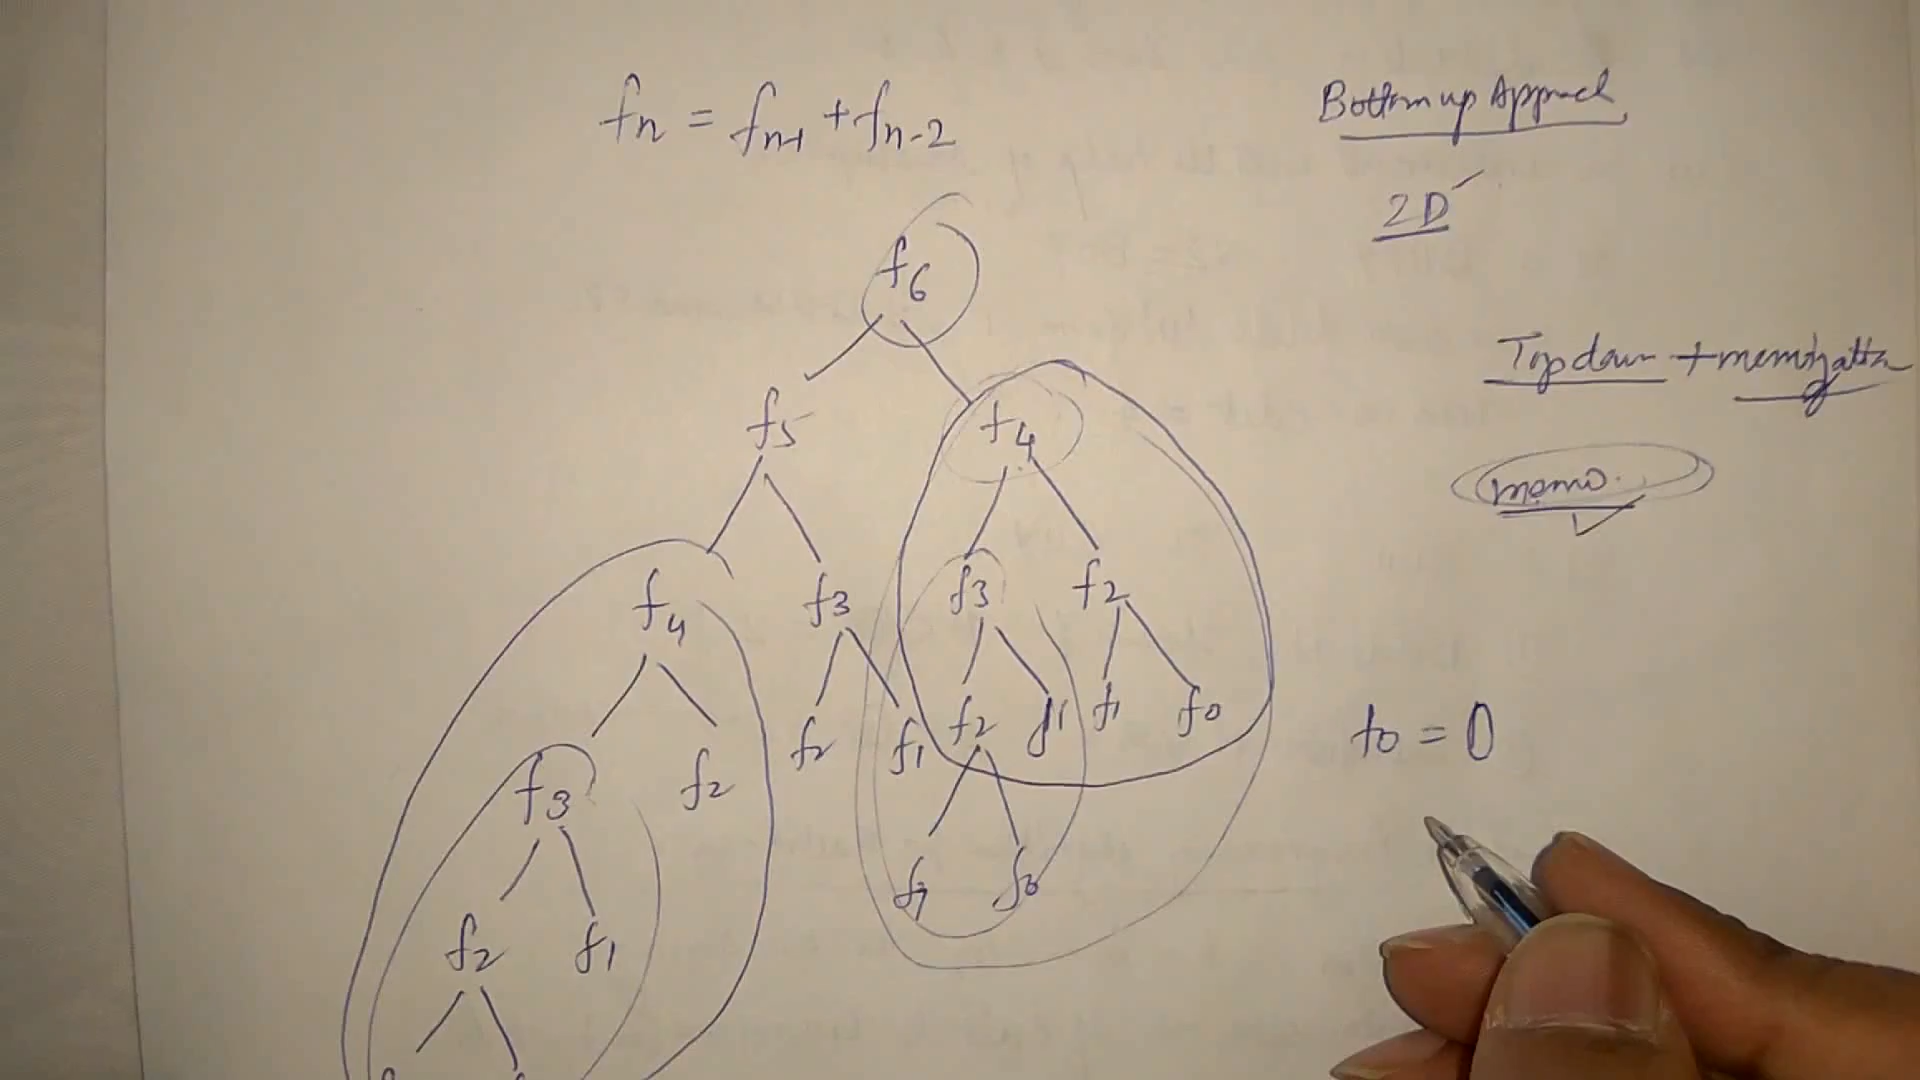 fn = fn-1 + fn-2
Bottom up Approach
2D
f6
Top down + memoization
f5 f4
memo.
f4 f3 f3 f2
f3 f2 f2 f1 f2 f1 f1 f0
f0 = 0
f2 f1 f1 f0